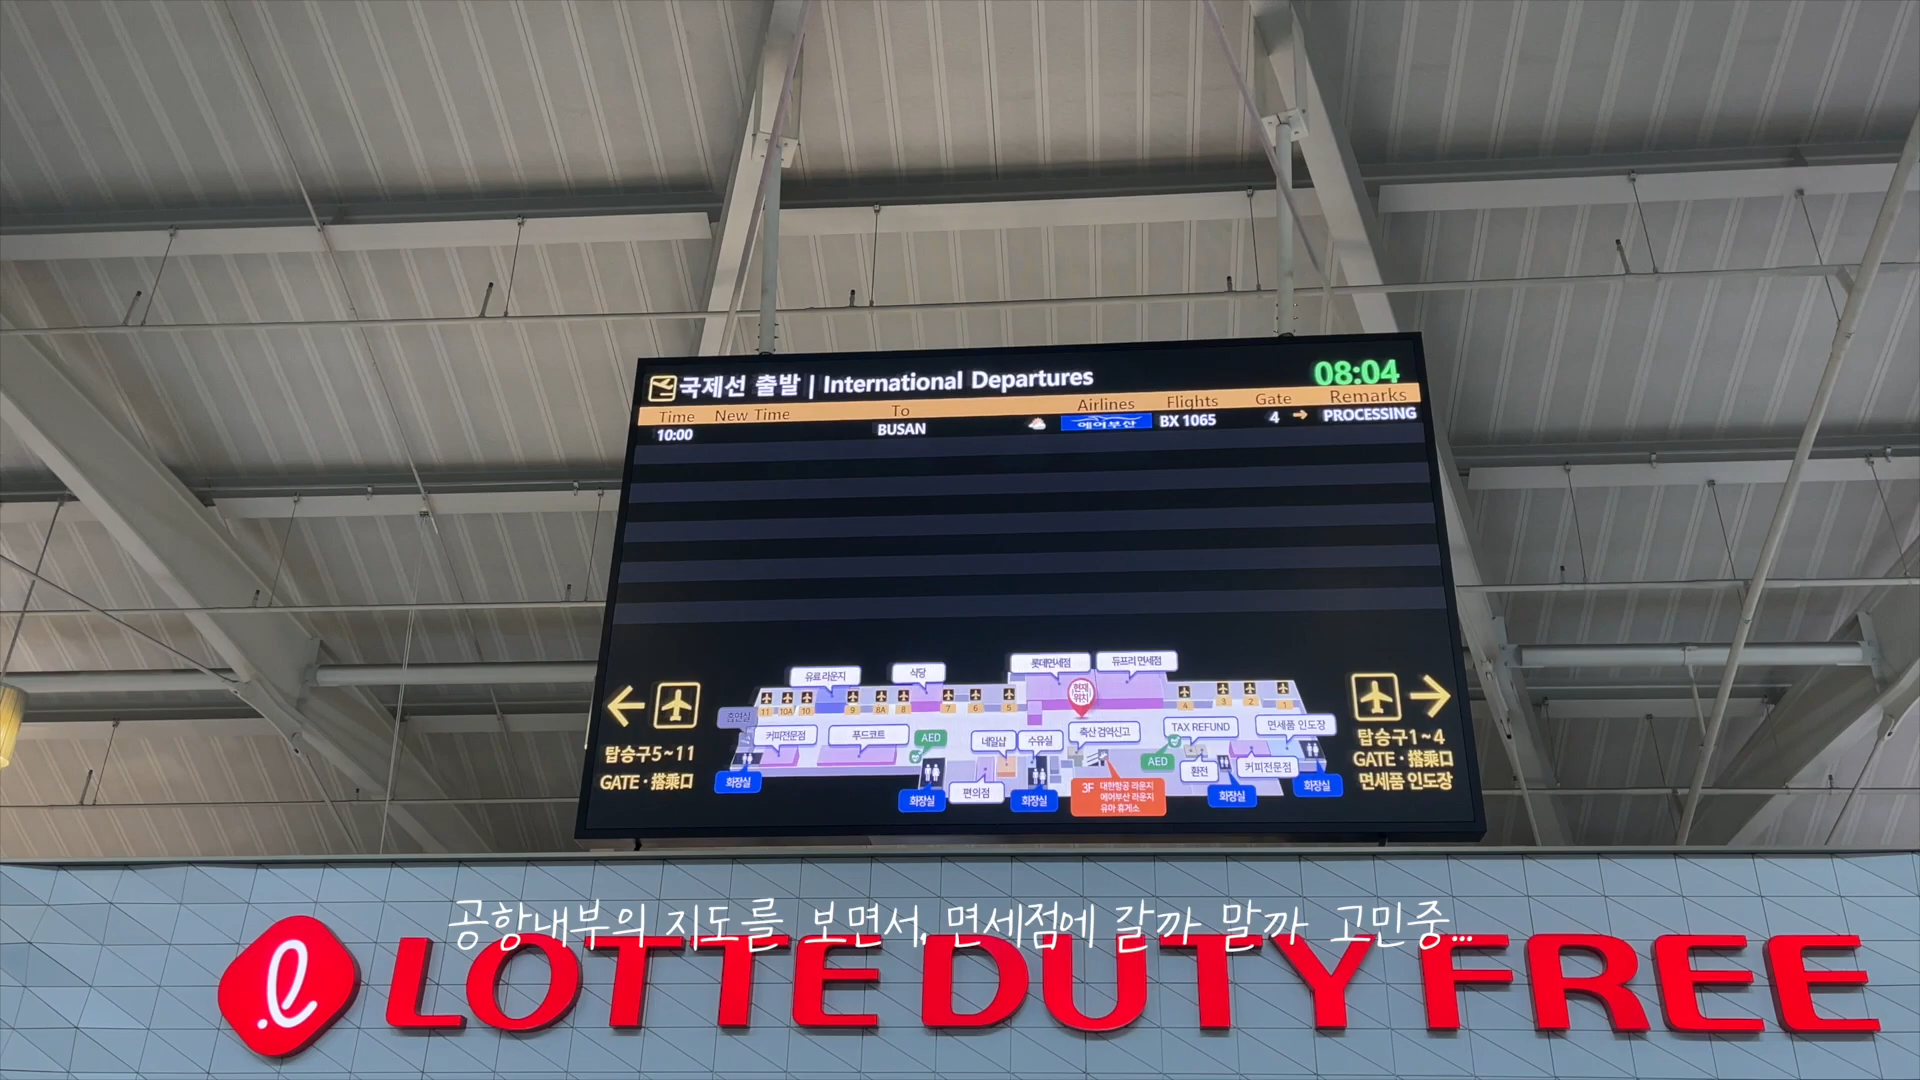 국제선 출발 | International Departures
08:04
Time New Time To Airlines Flights Gate Remarks
10:00 BUSAN 에어부산 BX 1065 4 → PROCESSING
유료 라운지
식당
롯데면세점
듀프리 면세점
현재
위치
11 10A 10 9 8A 8 7 6 5 4 3 2 1
흡연실
커피전문점
푸드코트
AED
네일샵
수유실
축산 검역신고
TAX REFUND
면세품 인도장
AED
환전
커피전문점
화장실
화장실
편의점
화장실
3F 대한항공 라운지
에어부산 라운지
유아 휴게소
화장실
화장실
← 탑승구5~11
GATE · 搭乘口
→ 탑승구1~4
GATE · 搭乘口
면세품 인도장
공항내부의 지도를 보면서, 면세점에 갈까 말까 고민중...
LOTTE DUTY FREE